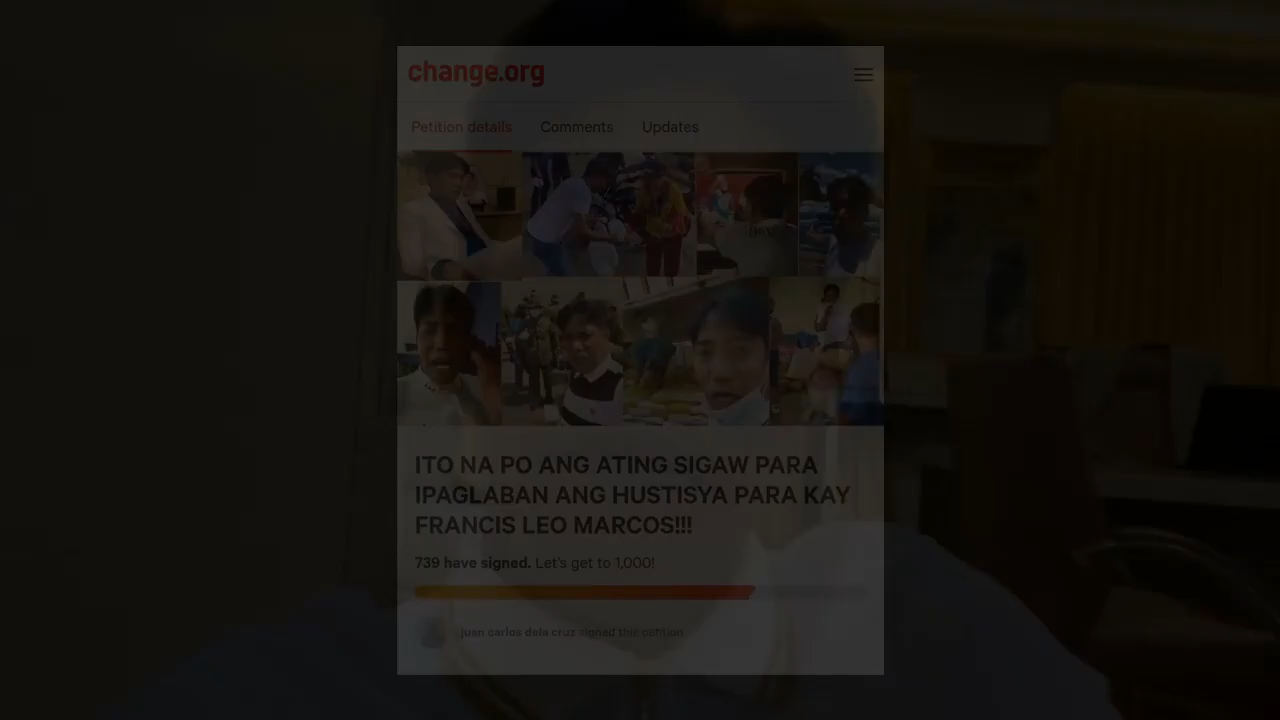 change.org
Petition details Comments Updates
ITO NA PO ANG ATING SIGAW PARA
IPAGLABAN ANG HUSTISYA PARA KAY
FRANCIS LEO MARCOS!!!
739 have signed. Let's get to 1,000!
juan carlos dela cruz signed this petition